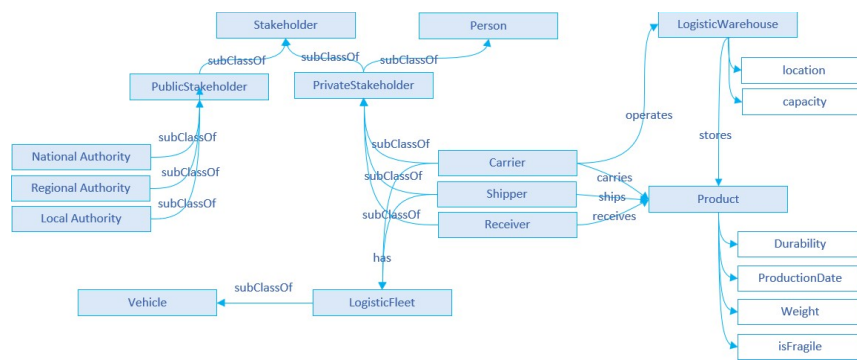 Stakeholder
Person
LogisticWarehouse
subClassOf
subClassOf
subClassOf
location
PublicStakeholder
PrivateStakeholder
capacity
operates
subClassOf
subClassOf
stores
National Authority
Carrier
subClassOf
subClassOf
carries
Regional Authority
Shipper
ships
Product
subClassOf
subClassOf
receives
Local Authority
Receiver
Durability
has
ProductionDate
subClassOf
Vehicle
LogisticFleet
Weight
isFragile